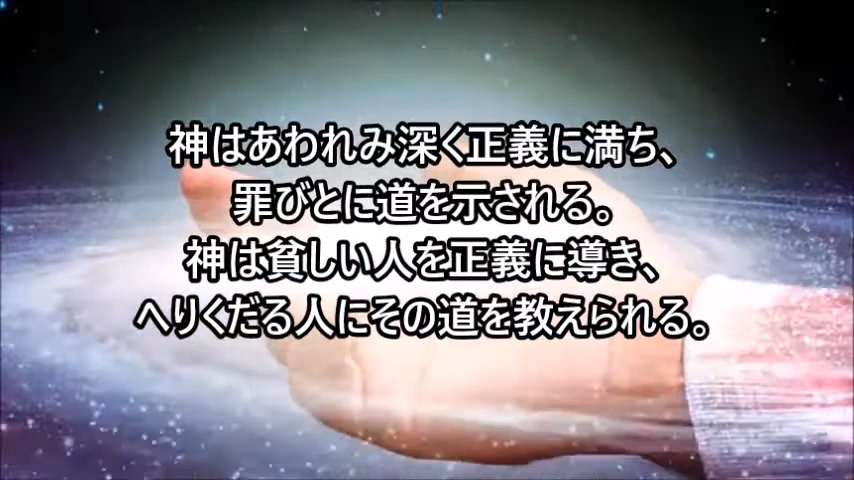 神はあわれみ深く正義に満ち、
罪びとに道を示される。
神は貧しい人を正義に導き、
へりくだる人にその道を教えられる。